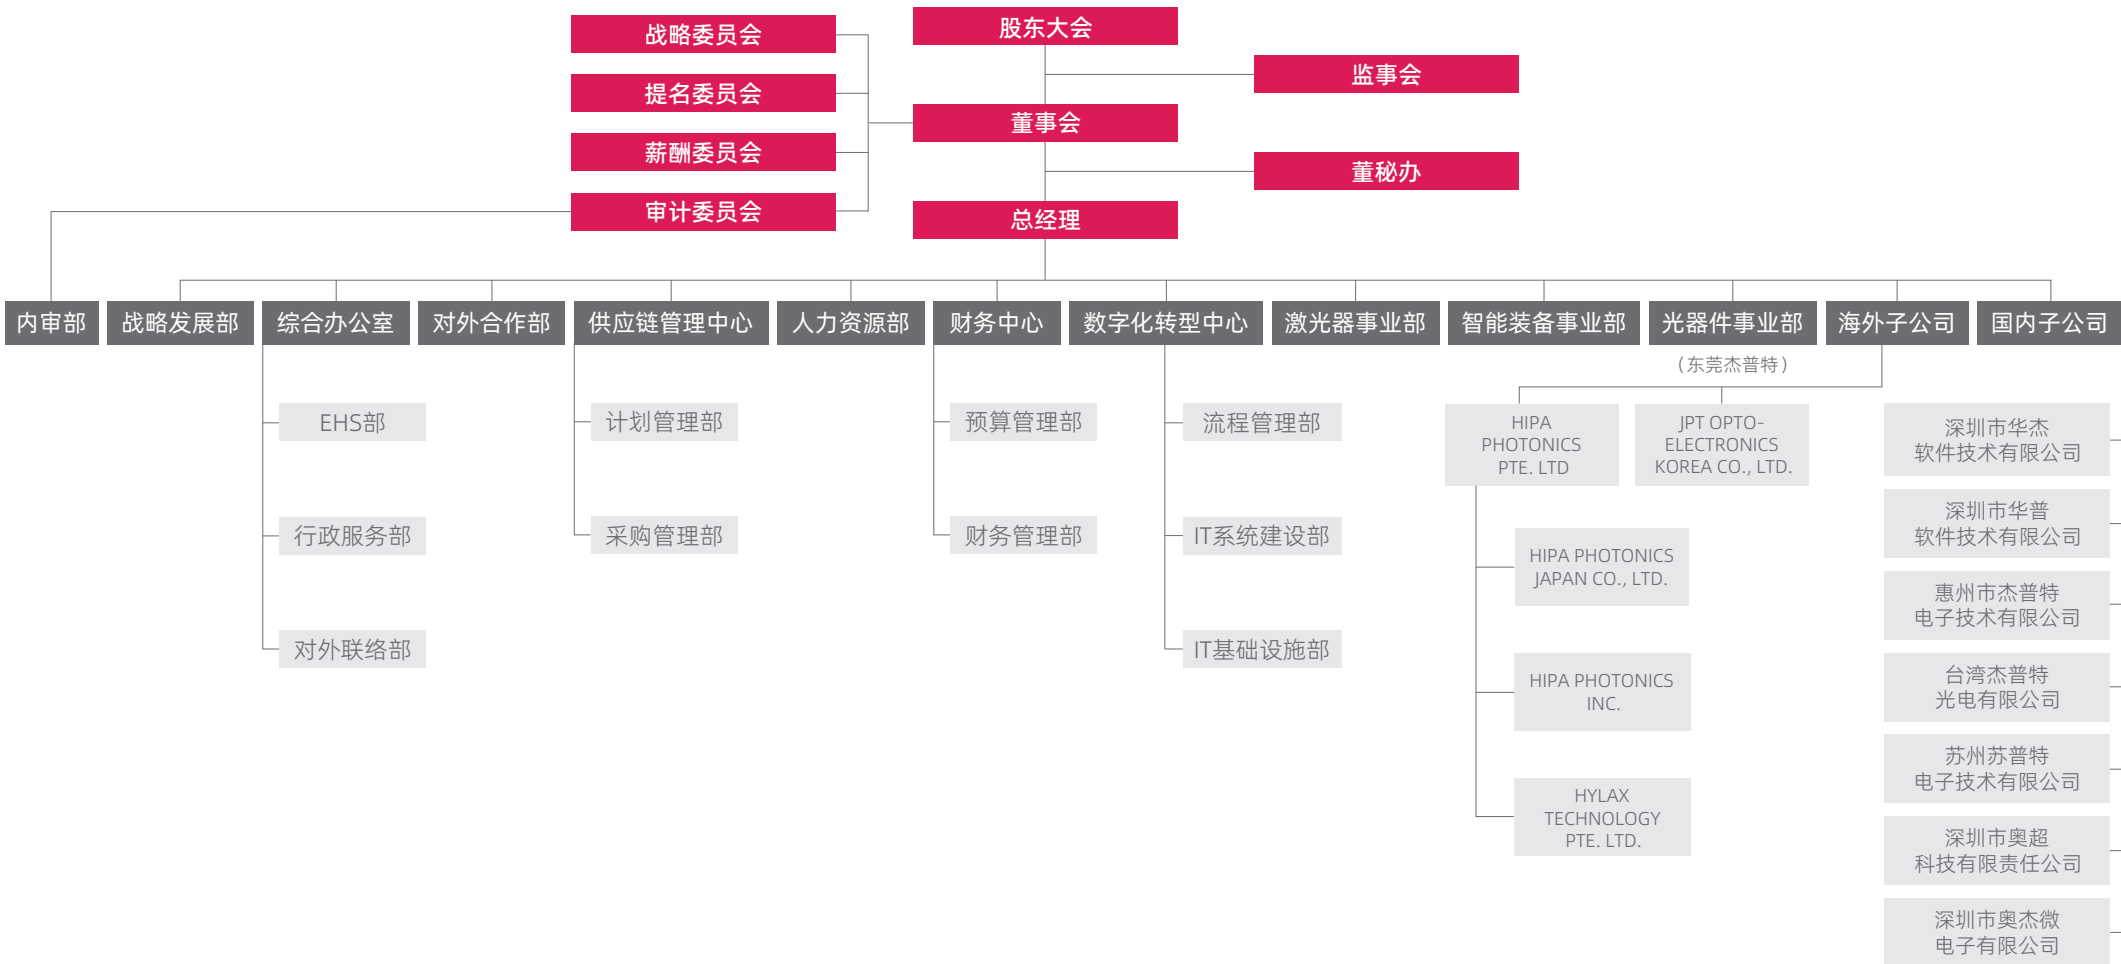 战略委员会
股东大会
监事会
提名委员会
董事会
薪酬委员会
董秘办
审计委员会
总经理
内审部
战略发展部
综合办公室
对外合作部
供应链管理中心
人力资源部
财务中心
数字化转型中心
激光器事业部
智能装备事业部
光器件事业部
海外子公司
国内子公司
（东莞杰普特）
EHS部
行政服务部
对外联络部
计划管理部
采购管理部
预算管理部
财务管理部
流程管理部
IT系统建设部
IT基础设施部
HIPA
PHOTONICS
PTE. LTD
JPT OPTO-
ELECTRONICS
KOREA CO., LTD.
HIPA PHOTONICS
JAPAN CO., LTD.
HIPA PHOTONICS
INC.
HYLAX
TECHNOLOGY
PTE. LTD.
深圳市华杰
软件技术有限公司
深圳市华普
软件技术有限公司
惠州市杰普特
电子技术有限公司
台湾杰普特
光电有限公司
苏州苏普特
电子技术有限公司
深圳市奥超
科技有限责任公司
深圳市奥杰微
电子有限公司